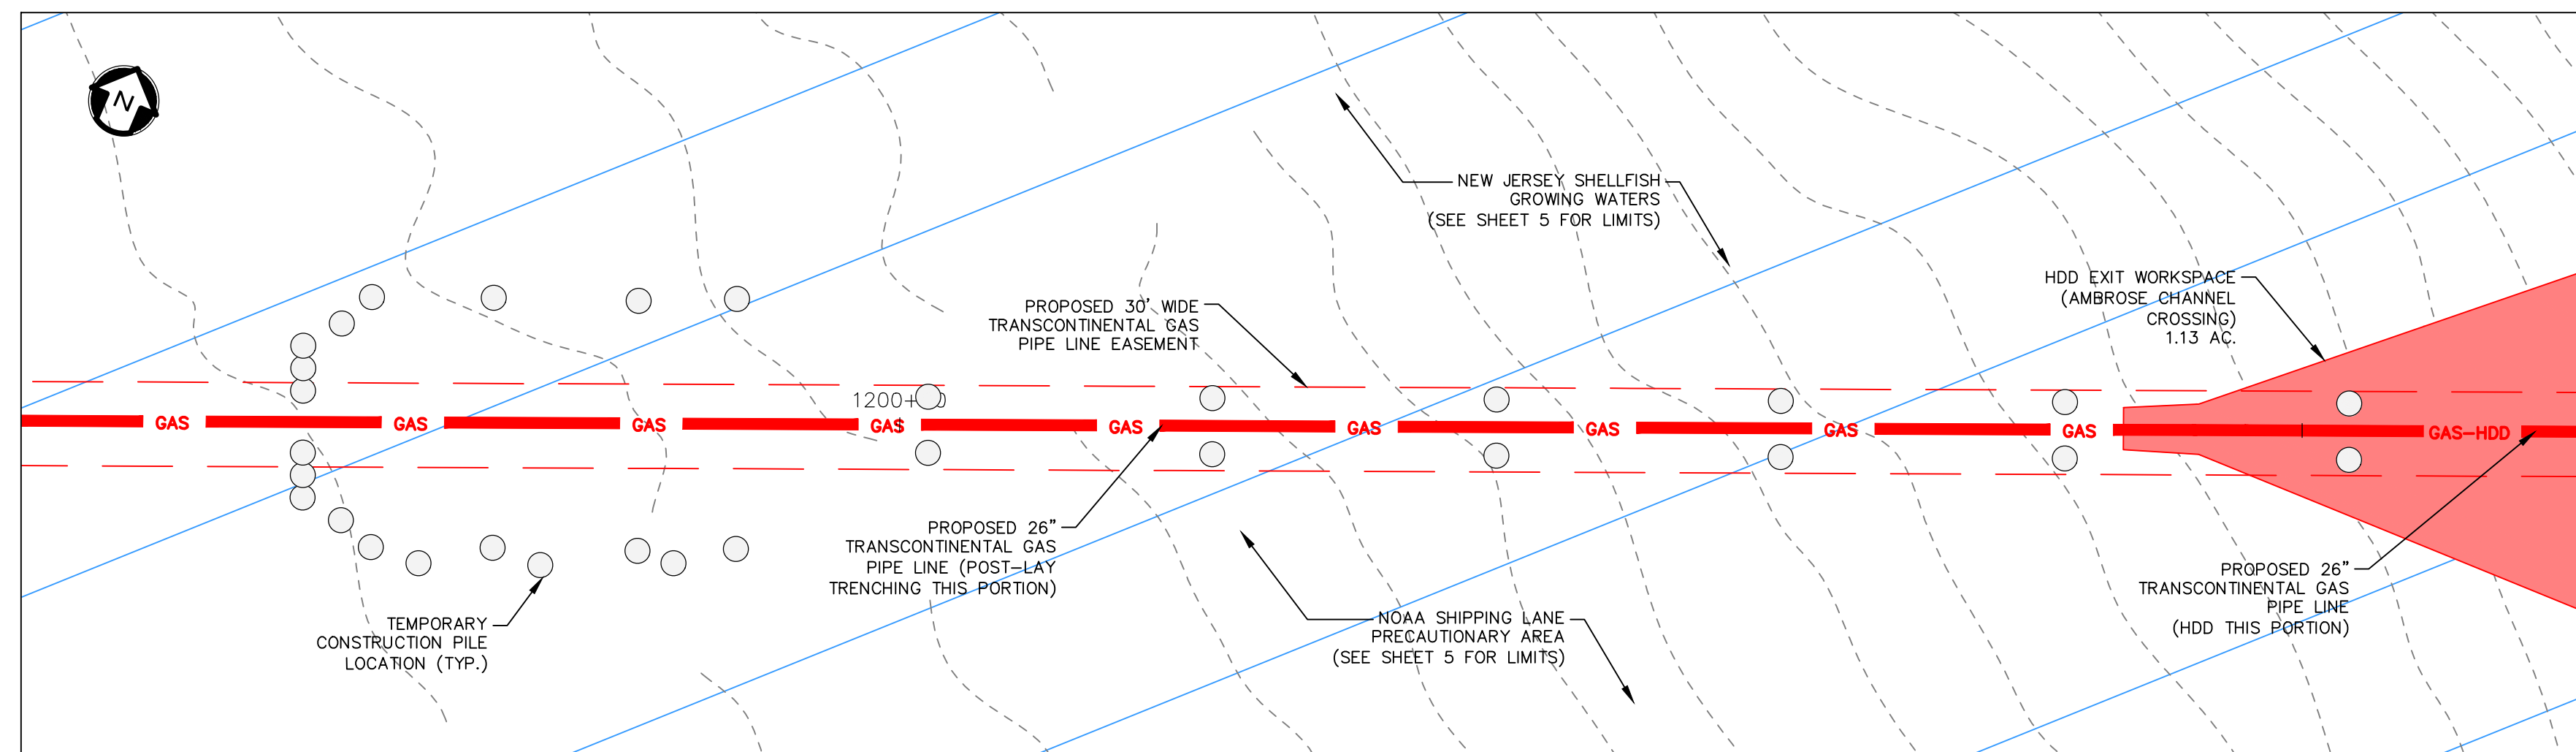 N
NEW JERSEY SHELLFISH
GROWING WATERS
(SEE SHEET 5 FOR LIMITS)
HDD EXIT WORKSPACE
(AMBROSE CHANNEL
CROSSING)
1.13 AC.
PROPOSED 30' WIDE
TRANSCONTINENTAL GAS
PIPE LINE EASEMENT
GAS GAS GAS GAS GAS GAS GAS GAS GAS GAS-HDD
PROPOSED 26"
TRANSCONTINENTAL GAS
PIPE LINE (POST-LAY
TRENCHING THIS PORTION)
PROPOSED 26"
TRANSCONTINENTAL GAS
PIPE LINE
(HDD THIS PORTION)
TEMPORARY
CONSTRUCTION PILE
LOCATION (TYP.)
NOAA SHIPPING LANE
PRECAUTIONARY AREA
(SEE SHEET 5 FOR LIMITS)